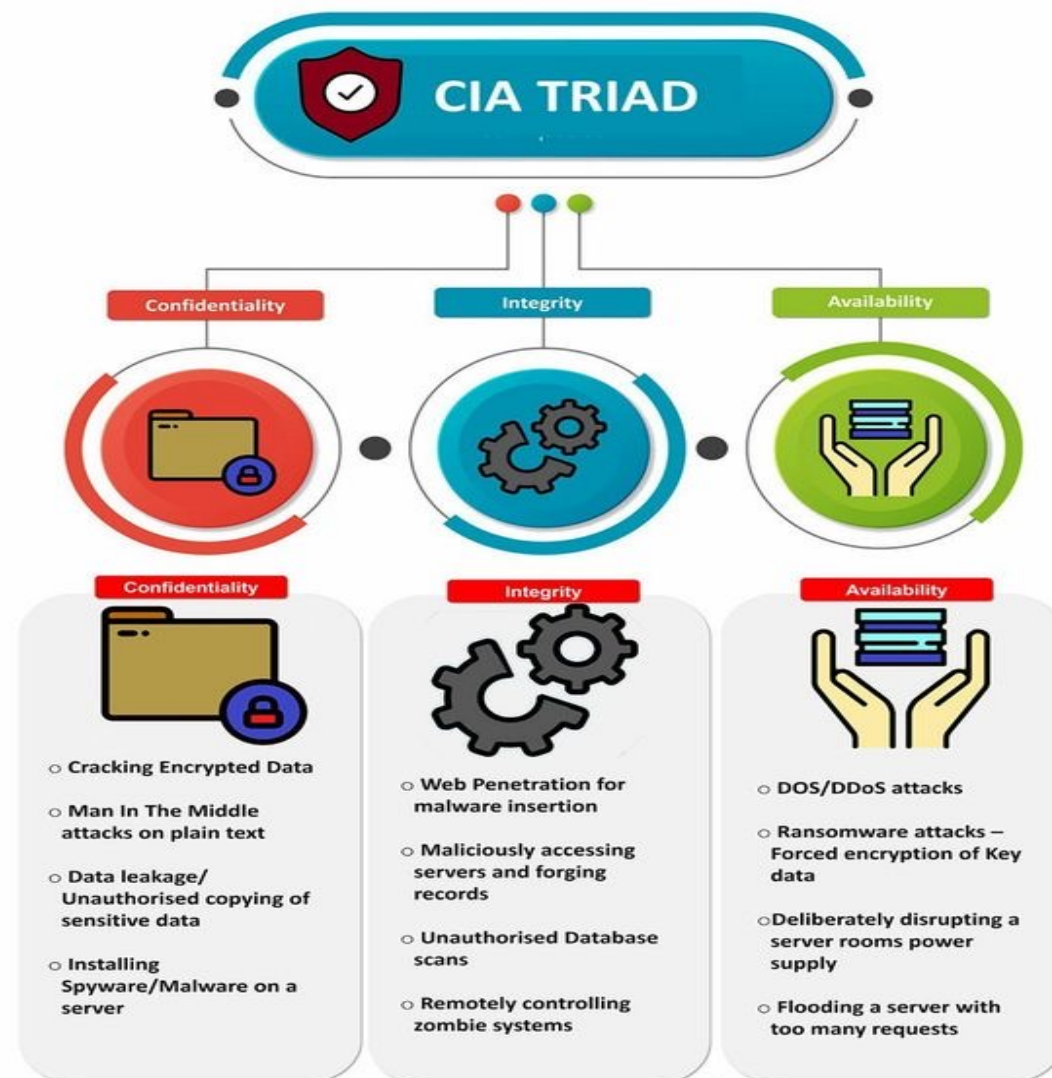 CIA TRIAD
Confidentiality
Integrity
Availability
Confidentiality
○ Cracking Encrypted Data
○ Man In The Middle
attacks on plain text
○ Data leakage/
Unauthorised copying of
sensitive data
○ Installing
Spyware/Malware on a
server
Integrity
○ Web Penetration for
malware insertion
○ Maliciously accessing
servers and forging
records
○ Unauthorised Database
scans
○ Remotely controlling
zombie systems
Availability
○ DOS/DDoS attacks
○ Ransomware attacks –
Forced encryption of Key
data
○Deliberately disrupting a
server rooms power
supply
○ Flooding a server with
too many requests